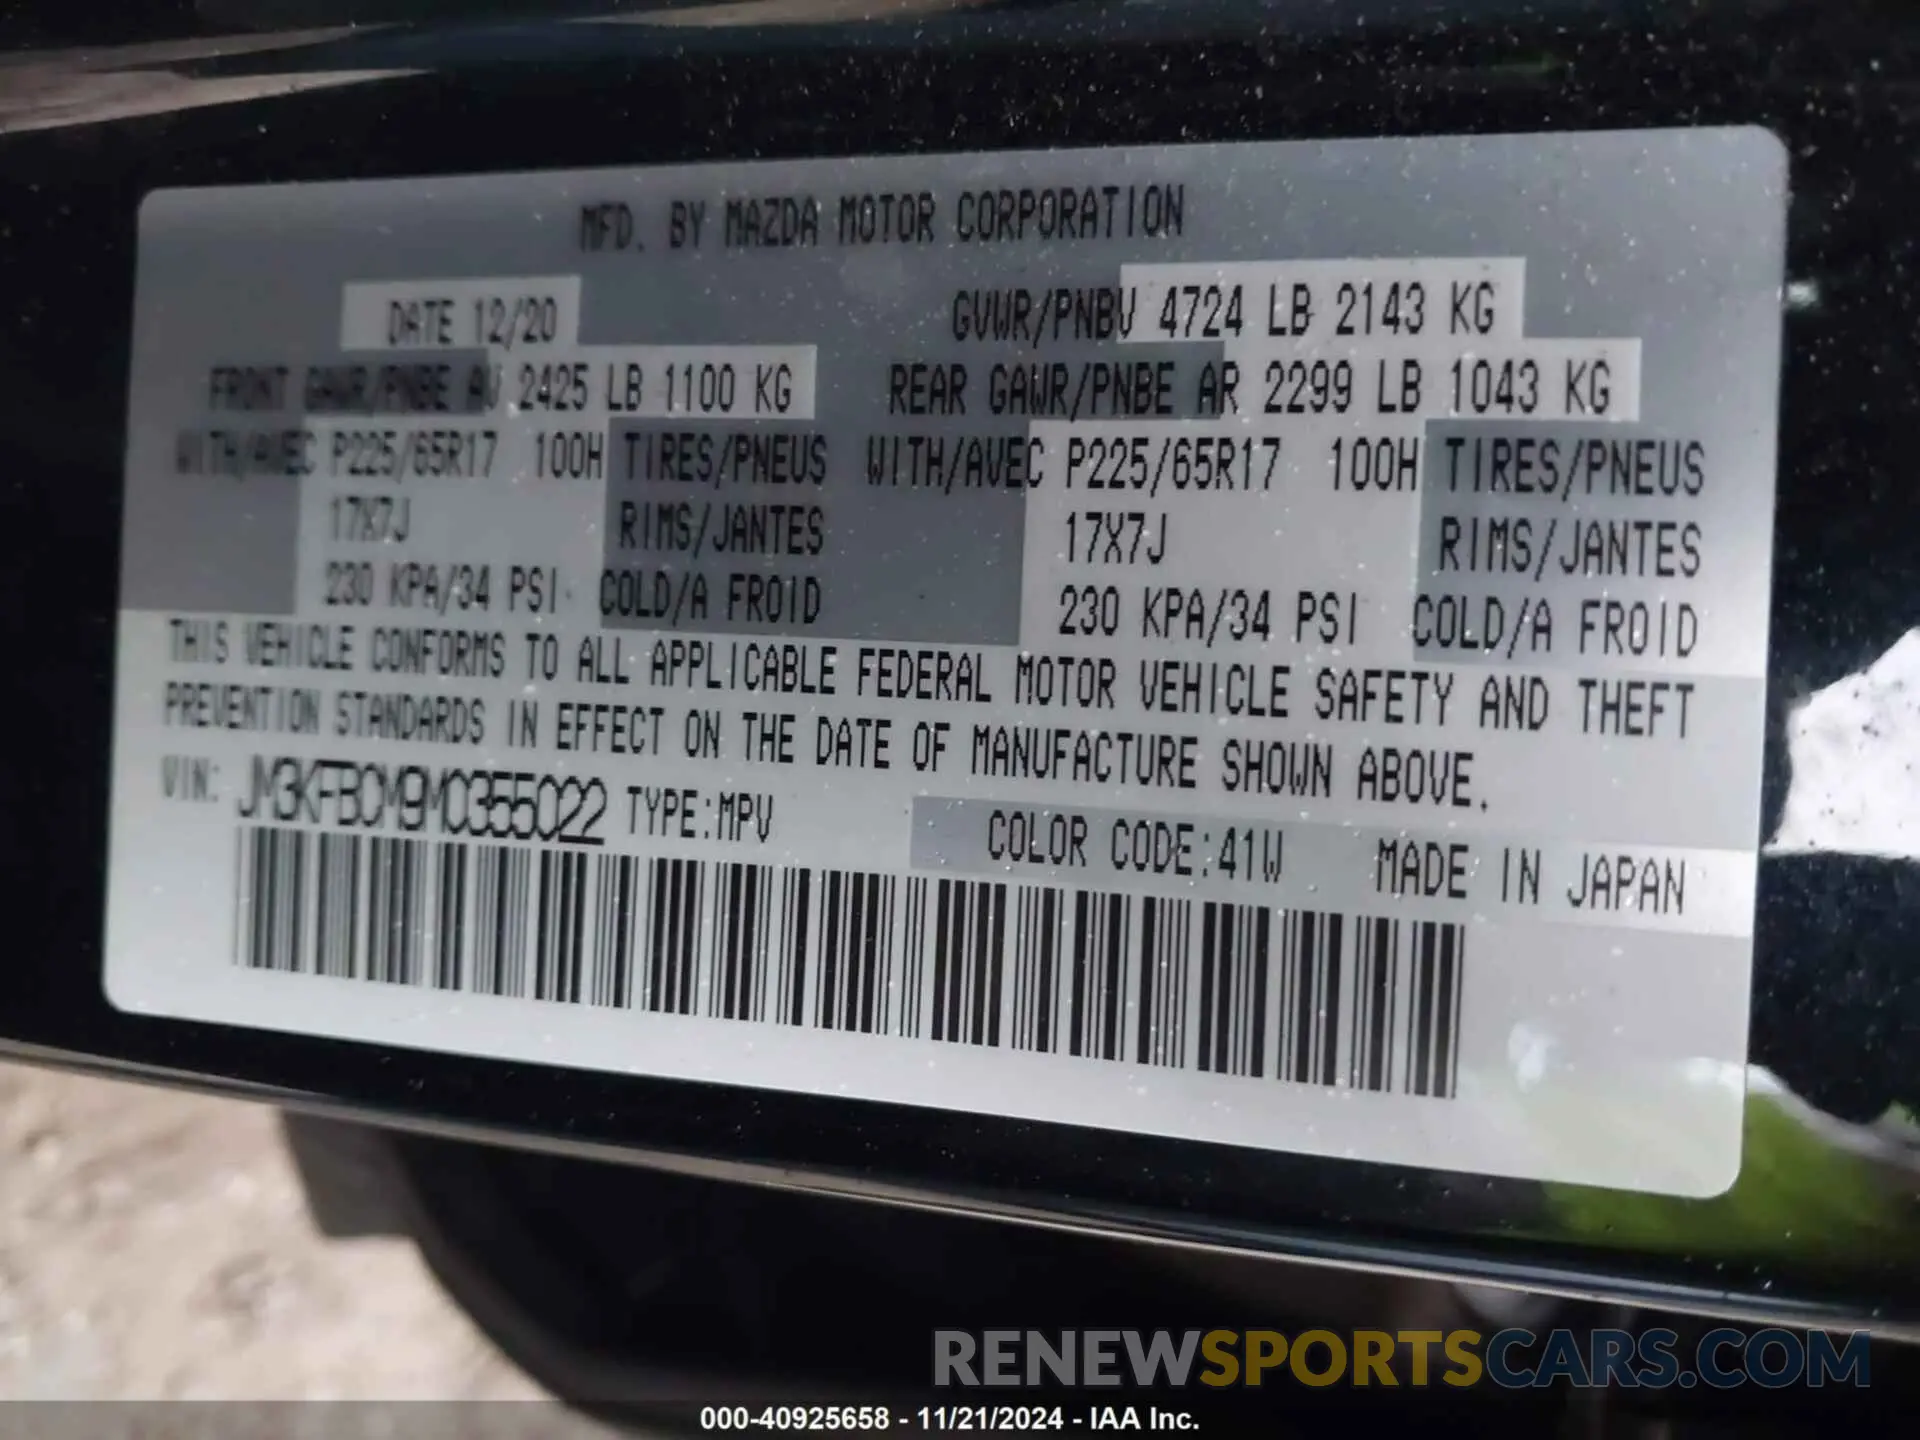 MFD. BY MAZDA MOTOR CORPORATION
DATE 12/20 GVWR/PNBV 4724 LB 2143 KG
FRONT GAWR/PNBE AV 2425 LB 1100 KG REAR GAWR/PNBE AR 2299 LB 1043 KG
WITH/AVEC P225/65R17 100H TIRES/PNEUS WITH/AVEC P225/65R17 100H TIRES/PNEUS
17X7J RIMS/JANTES 17X7J RIMS/JANTES
230 KPA/34 PSI COLD/A FROID 230 KPA/34 PSI COLD/A FROID
THIS VEHICLE CONFORMS TO ALL APPLICABLE FEDERAL MOTOR VEHICLE SAFETY AND THEFT
PREVENTION STANDARDS IN EFFECT ON THE DATE OF MANUFACTURE SHOWN ABOVE.
VIN: JM3KFBCM9M0355022 TYPE:MPV COLOR CODE:41W MADE IN JAPAN
RENEWSPORTSCARS.COM
000-40925658 - 11/21/2024 - IAA Inc.